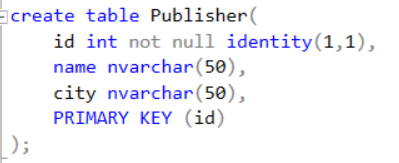 create table Publisher(
id int not null identity(1,1),
name nvarchar(50),
city nvarchar(50),
PRIMARY KEY (id)
);